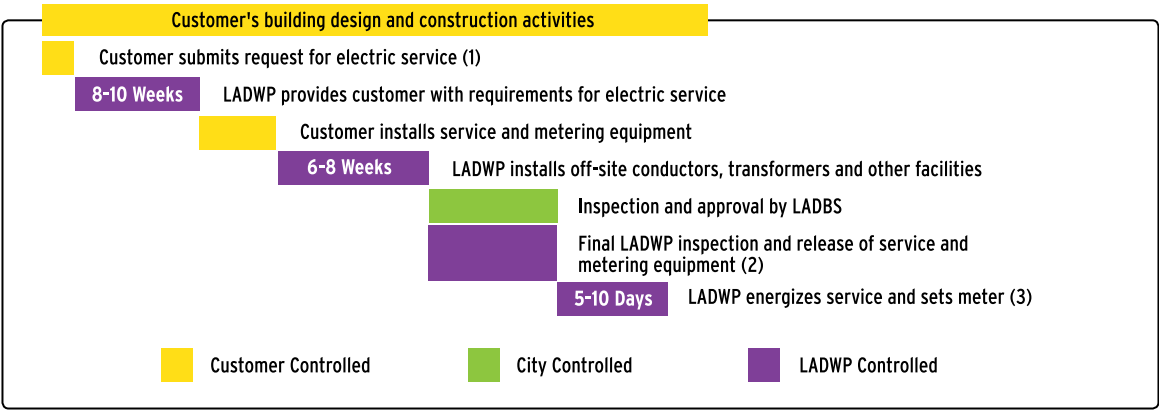 Customer's building design and construction activities
Customer submits request for electric service (1)
8-10 Weeks LADWP provides customer with requirements for electric service
Customer installs service and metering equipment
6-8 Weeks LADWP installs off-site conductors, transformers and other facilities
Inspection and approval by LADBS
Final LADWP inspection and release of service and
metering equipment (2)
5-10 Days LADWP energizes service and sets meter (3)
Customer Controlled City Controlled LADWP Controlled